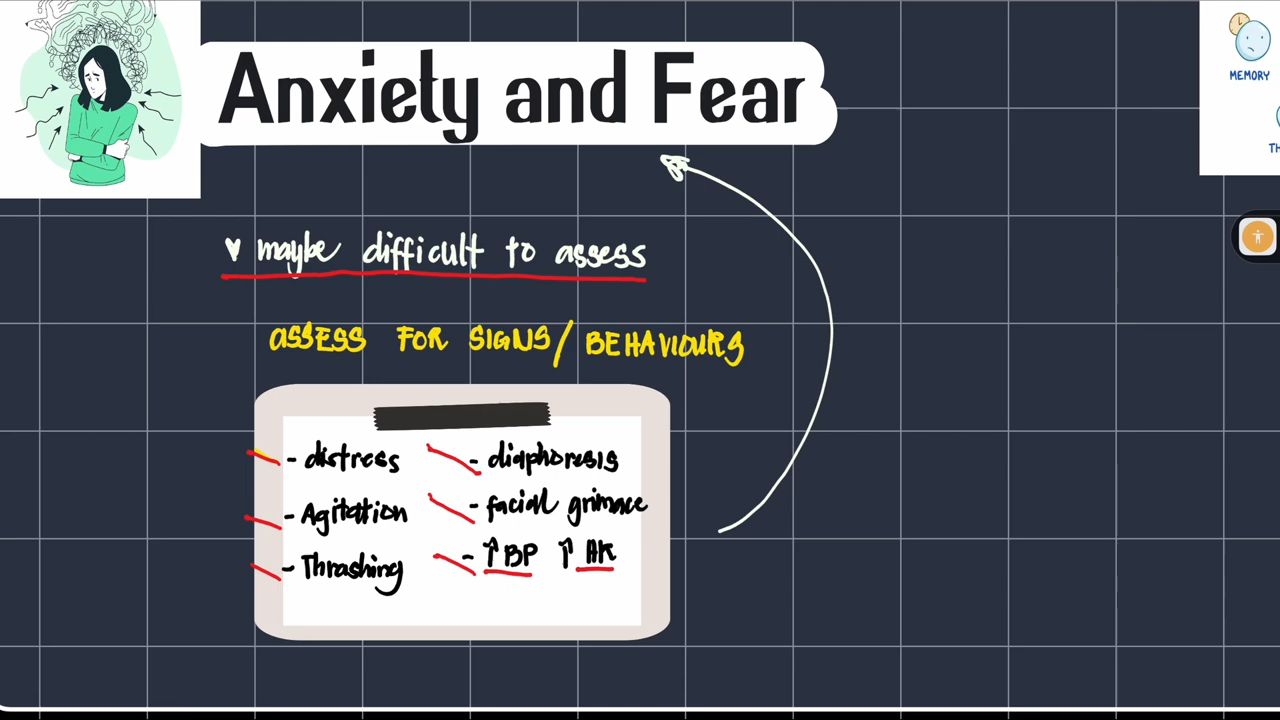 Anxiety and Fear
MEMORY
TH
maybe difficult to assess
ASSESS FOR SIGNS/BEHAVIOURS
- distress
- diaphoresis
- Agitation
- facial grimace
- Thrashing
- ↑BP ↑HR